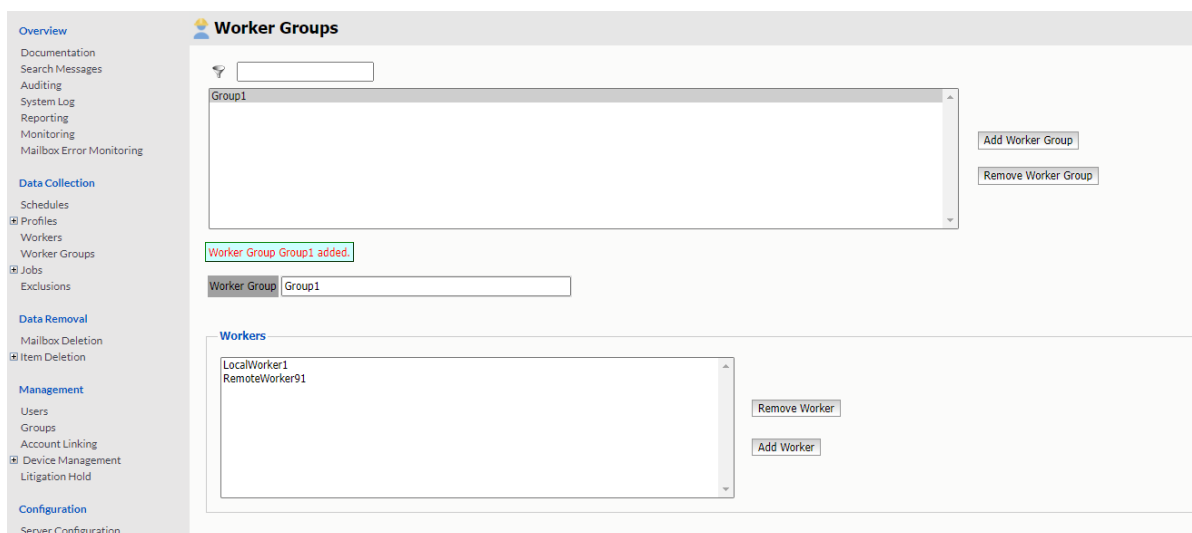 Overview
Documentation
Search Messages
Auditing
System Log
Reporting
Monitoring
Mailbox Error Monitoring
Data Collection
Schedules
Profiles
Workers
Worker Groups
Jobs
Exclusions
Data Removal
Mailbox Deletion
Item Deletion
Management
Users
Groups
Account Linking
Device Management
Litigation Hold
Configuration
Server Configuration
Worker Groups
Group1
Add Worker Group
Remove Worker Group
Worker Group Group1 added.
Worker Group Group1
Workers
LocalWorker1
RemoteWorker91
Remove Worker
Add Worker